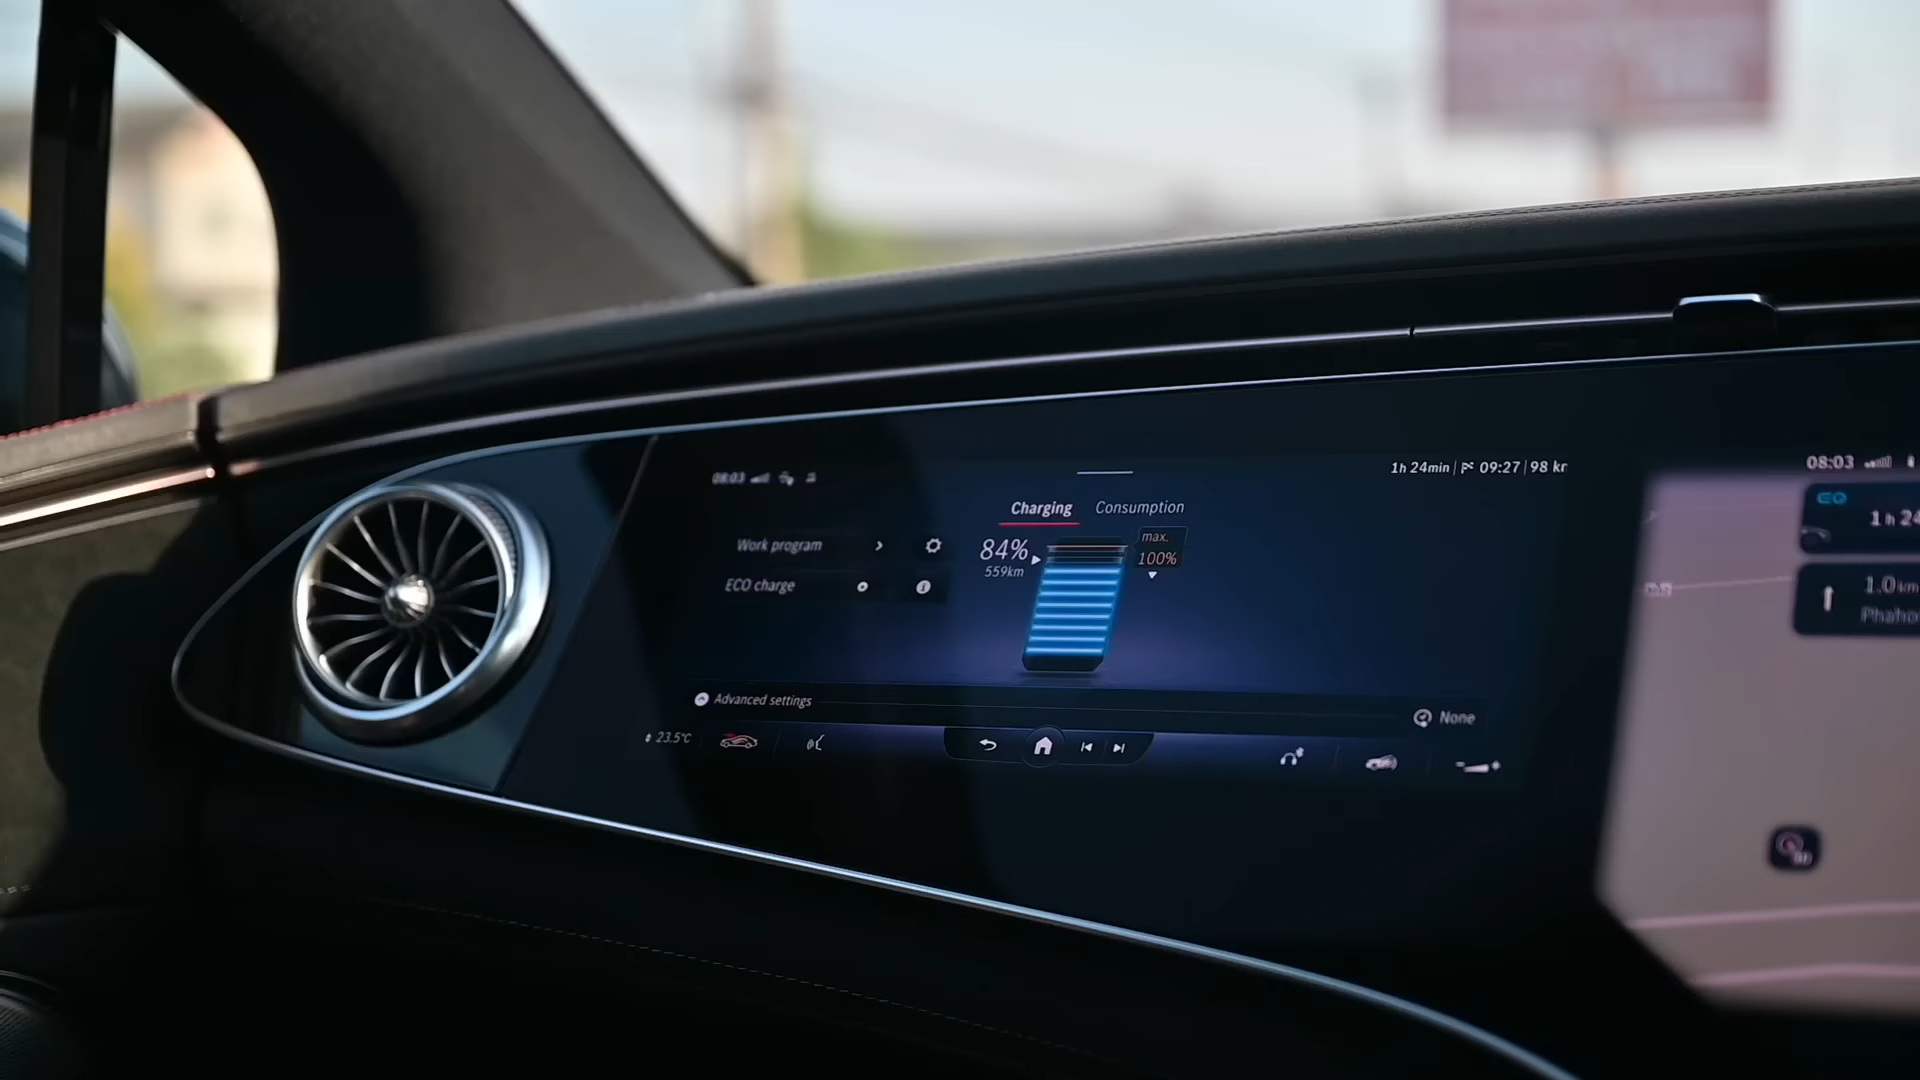 08:03
1h 24min | 09:27 | 98 kr
Charging Consumption
Work program
84%
559km
max.
100%
ECO charge
Advanced settings
None
23.5°C
08:03
EQ
1 h 24
1.0 km
Phaho